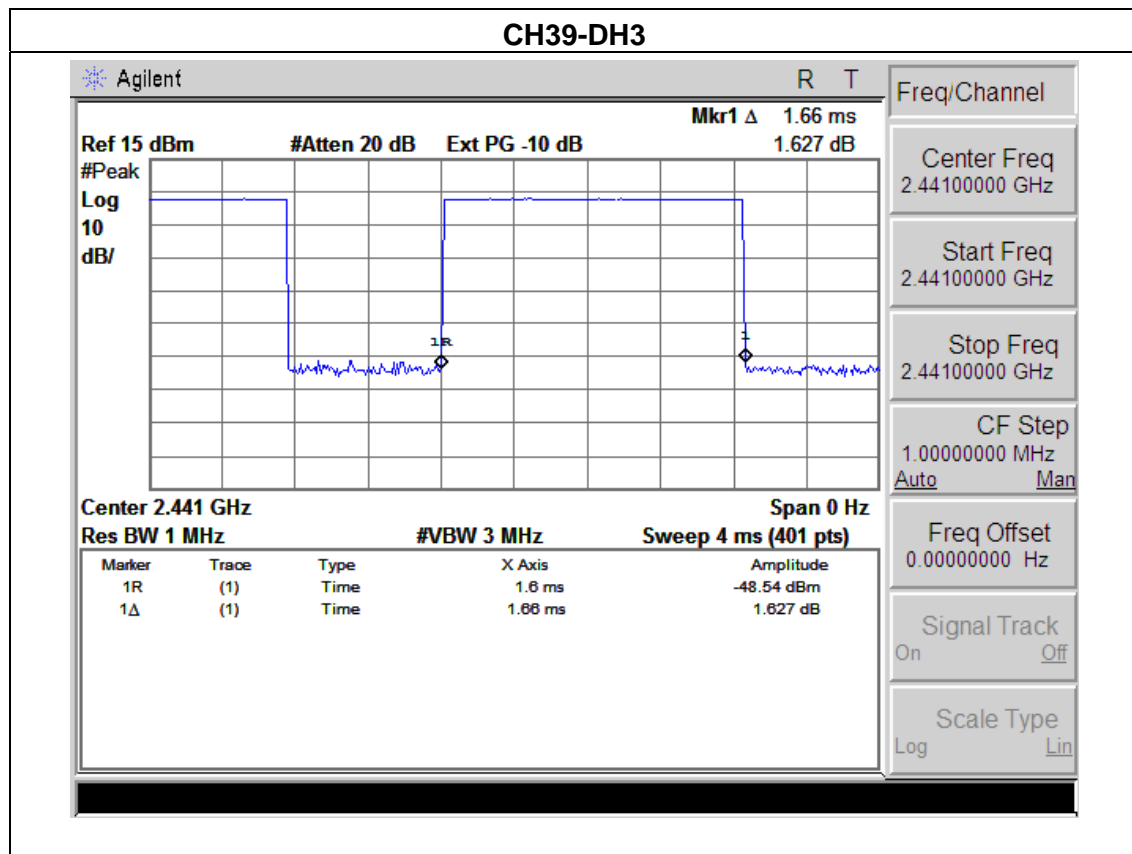 CH39-DH3
Agilent R T
Mkr1 Δ 1.66 ms
Ref 15 dBm #Atten 20 dB Ext PG -10 dB 1.627 dB
#Peak
Log
10
dB/
1R
1
Center 2.441 GHz Span 0 Hz
Res BW 1 MHz #VBW 3 MHz Sweep 4 ms (401 pts)
Marker Trace Type X Axis Amplitude
1R (1) Time 1.6 ms -48.54 dBm
1Δ (1) Time 1.66 ms 1.627 dB
Freq/Channel
Center Freq
2.44100000 GHz
Start Freq
2.44100000 GHz
Stop Freq
2.44100000 GHz
CF Step
1.00000000 MHz
Auto Man
Freq Offset
0.00000000 Hz
Signal Track
On Off
Scale Type
Log Lin